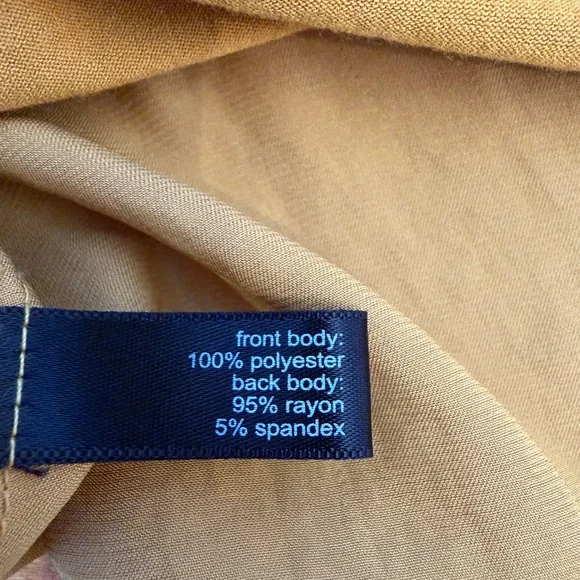 front body:
100% polyester
back body:
95% rayon
5% spandex